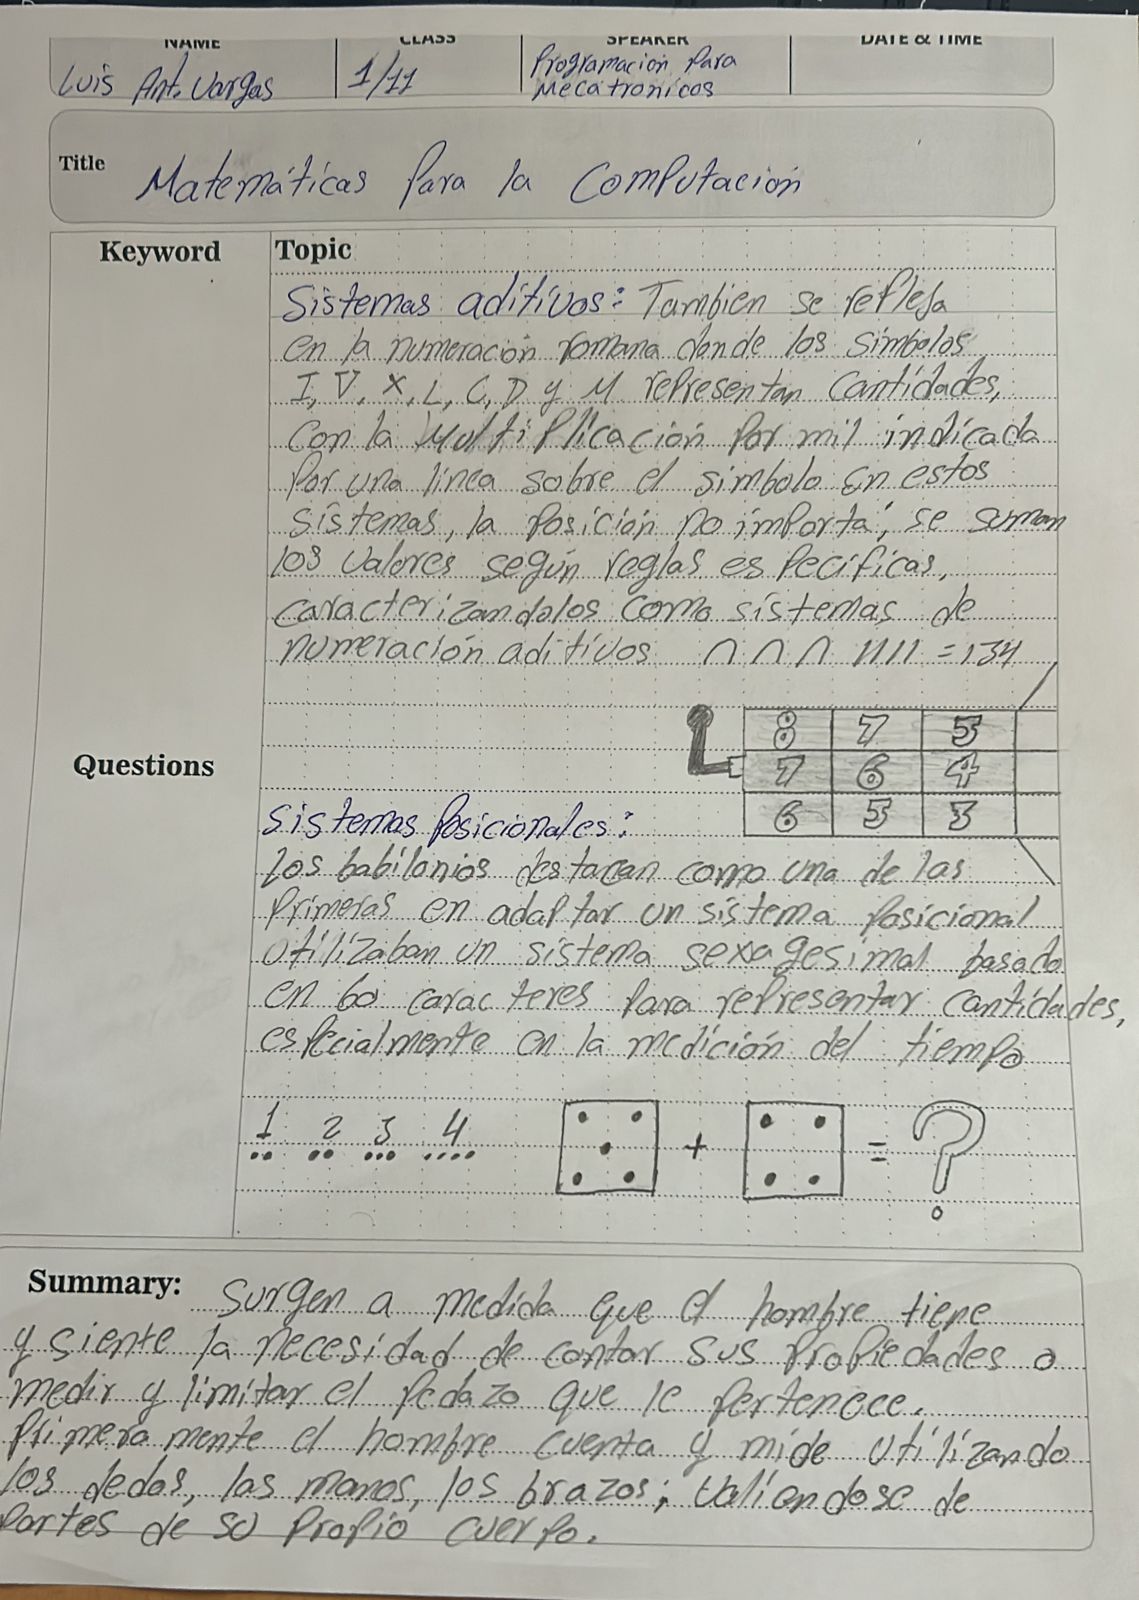 NAME CLASS SPEAKER DATE & TIME
Luis Ant. Vargas 1/11 Programacion Para
Mecatronicos
Title Matemáticas Para la Computación
Keyword Topic
Sistemas aditivos: Tambien se refleja
en la numeración romana donde los simbolos
I, V, X, L, C, D y M representan cantidades,
Con la Multiplicación Por mil indicada
Por una linea sobre el simbolo En estos
sistemas, la Posición no importa; se suman
los valores según reglas especificas,
caracterizandolos como sistemas de
numeración aditivos ∩ ∩ ∩ IIII = 134
8 7 5
7 6 4
6 5 3
Questions
Sistemas Posicionales:
los babilonios destacan como una de las
Primeras en adaptar un sistema posicional
utilizaban un sistema sexagesimal basado
en 60 caracteres Para representar cantidades,
especialmente en la medición del tiempo
1 2 3 4
+ = ?
Summary: Surgen a medida que el hombre tiene
y siente la necesidad de contar sus Propiedades o
medir y limitar el Pedazo que le pertenece.
Primeramente el hombre cuenta y mide utilizando
los dedos, las manos, los brazos; valiendose de
Partes de su Propio cuerpo.